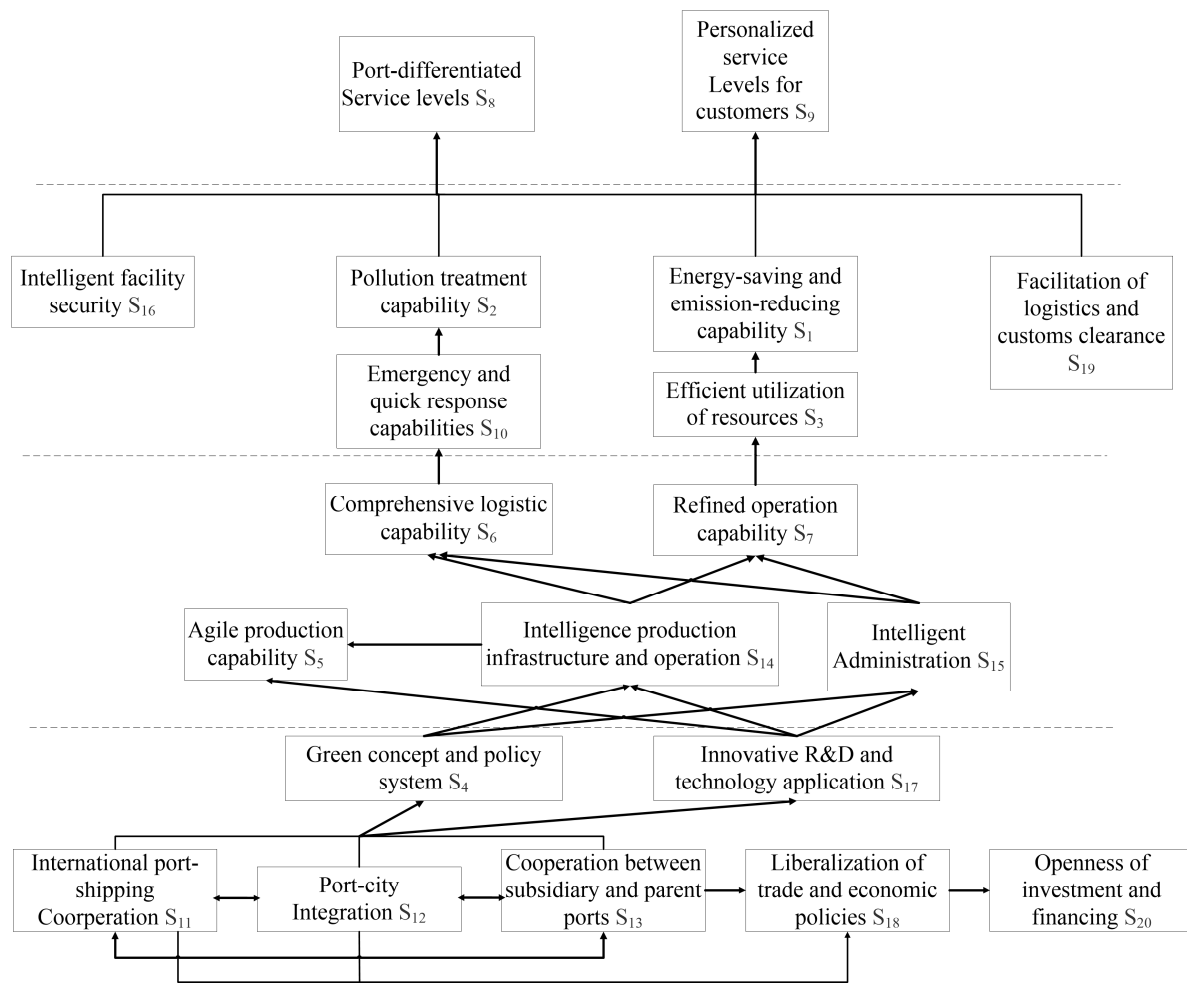 Port-differentiated
Service levels S8
Personalized
service
Levels for
customers S9
Intelligent facility
security S16
Pollution treatment
capability S2
Energy-saving and
emission-reducing
capability S1
Facilitation of
logistics and
customs clearance
S19
Emergency and
quick response
capabilities S10
Efficient utilization
of resources S3
Comprehensive logistic
capability S6
Refined operation
capability S7
Agile production
capability S5
Intelligence production
infrastructure and operation S14
Intelligent
Administration S15
Green concept and policy
system S4
Innovative R&D and
technology application S17
International port-
shipping
Coorperation S11
Port-city
Integration S12
Cooperation between
subsidiary and parent
ports S13
Liberalization of
trade and economic
policies S18
Openness of
investment and
financing S20